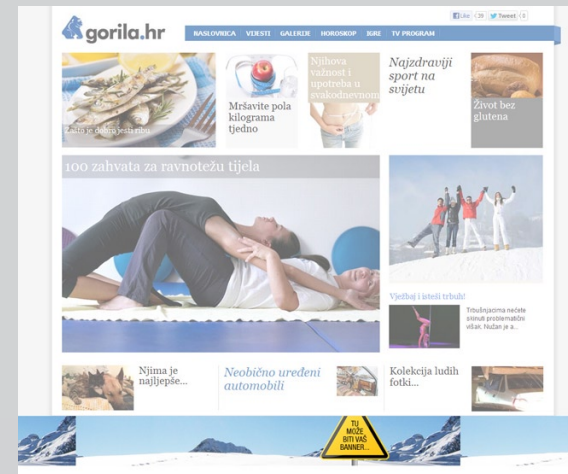 Like
Tweet
gorila.hr
NASLOVNICA VIJESTI GALERIJE HOROSKOP IGRE TV PROGRAM
Zašto je dobro jesti ribu
Mršavite pola
kilograma
tjedno
Njihova
važnost i
upotreba u
svakodnevnom
Najzdraviji
sport na
svijetu
Život bez
glutena
100 zahvata za ravnotežu tijela
Vježbaj i istesi trbuh!
Trbušnjacima nećete
skinuti problematični
višak. Nužan je a...
Njima je
najljepše...
Neobično uređeni
automobili
Kolekcija ludih
fotki...
TU
MOŽE
BITI VAŠ
BANNER...